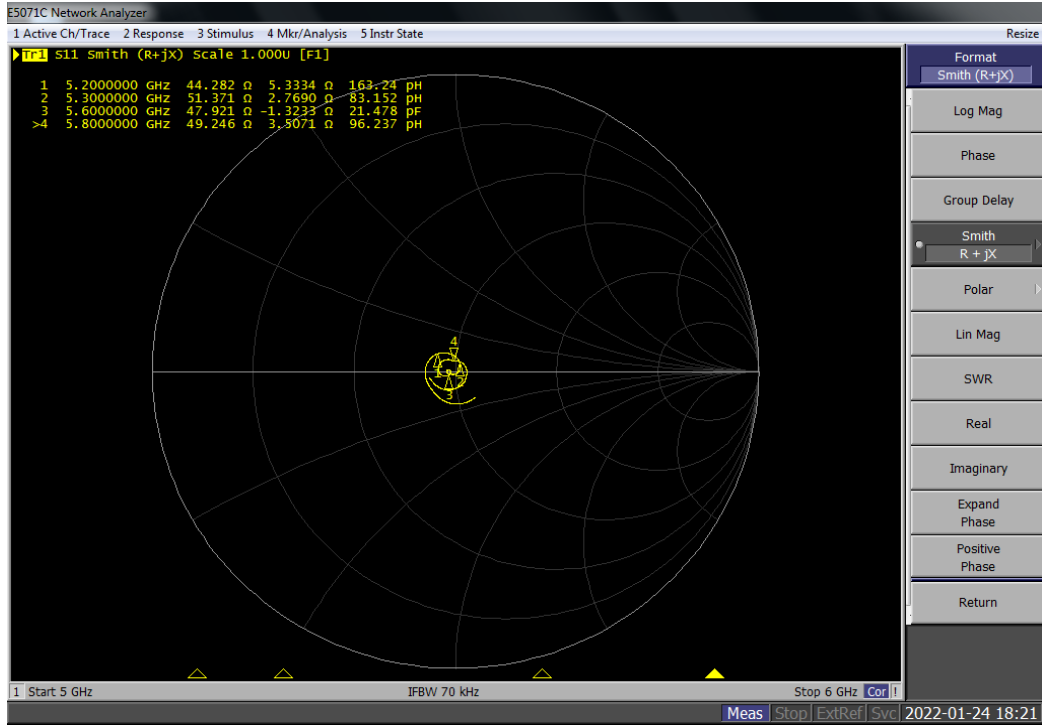 E5071C Network Analyzer
1 Active Ch/Trace 2 Response 3 Stimulus 4 Mkr/Analysis 5 Instr State
Resize
Tr1 S11 Smith (R+jX) Scale 1.000U [F1]
1 5.2000000 GHz 44.282 Ω 5.3334 Ω 163.24 pH
2 5.3000000 GHz 51.371 Ω 2.7690 Ω 83.152 pH
3 5.6000000 GHz 47.921 Ω -1.3233 Ω 21.478 pF
>4 5.8000000 GHz 49.246 Ω 3.5071 Ω 96.237 pH
4
1
2
3
Format
Smith (R+jX)
Log Mag
Phase
Group Delay
Smith
R + jX
Polar
Lin Mag
SWR
Real
Imaginary
Expand
Phase
Positive
Phase
Return
1 Start 5 GHz
IFBW 70 kHz
Stop 6 GHz Cor !
Meas Stop ExtRef Svc 2022-01-24 18:21